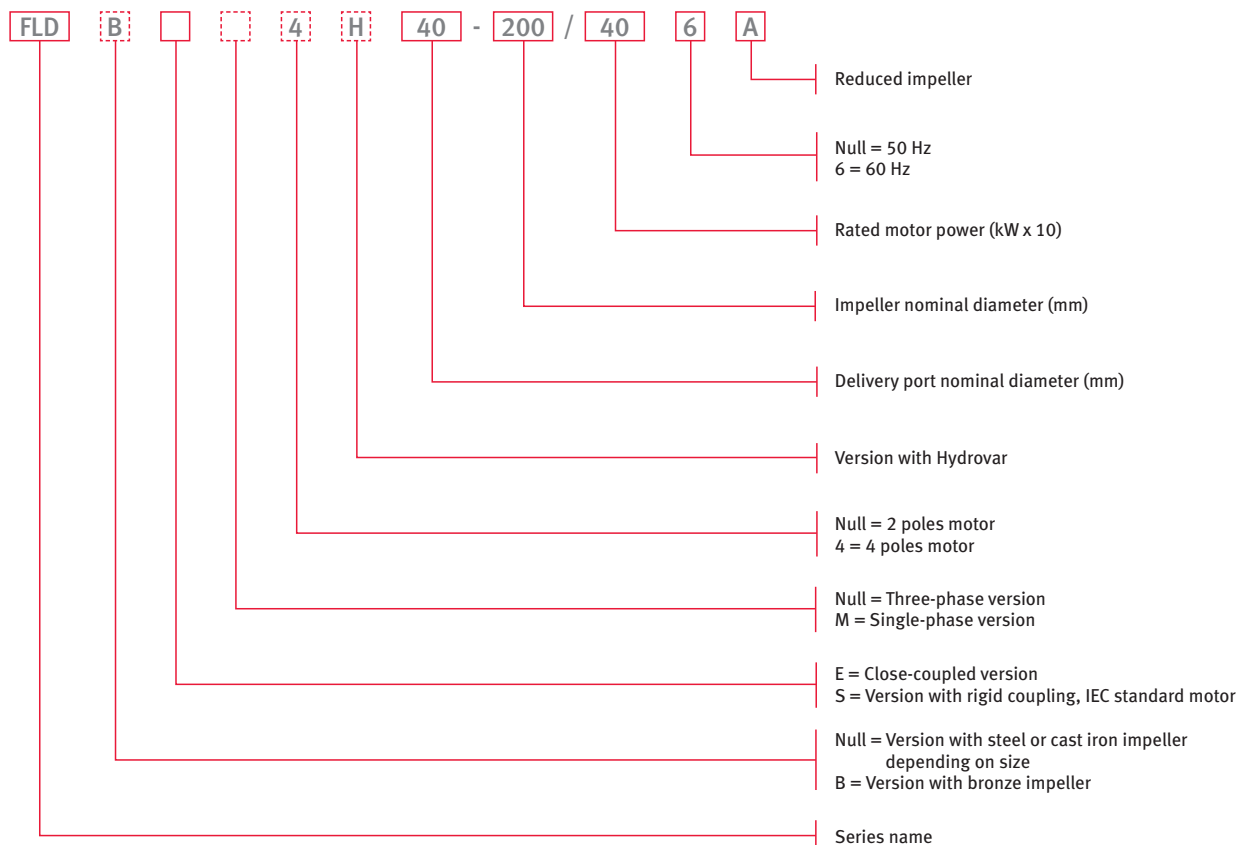 FLD B 4 H 40 - 200 / 40 6 A
Reduced impeller
Null = 50 Hz
6 = 60 Hz
Rated motor power (kW x 10)
Impeller nominal diameter (mm)
Delivery port nominal diameter (mm)
Version with Hydrovar
Null = 2 poles motor
4 = 4 poles motor
Null = Three-phase version
M = Single-phase version
E = Close-coupled version
S = Version with rigid coupling, IEC standard motor
Null = Version with steel or cast iron impeller
depending on size
B = Version with bronze impeller
Series name